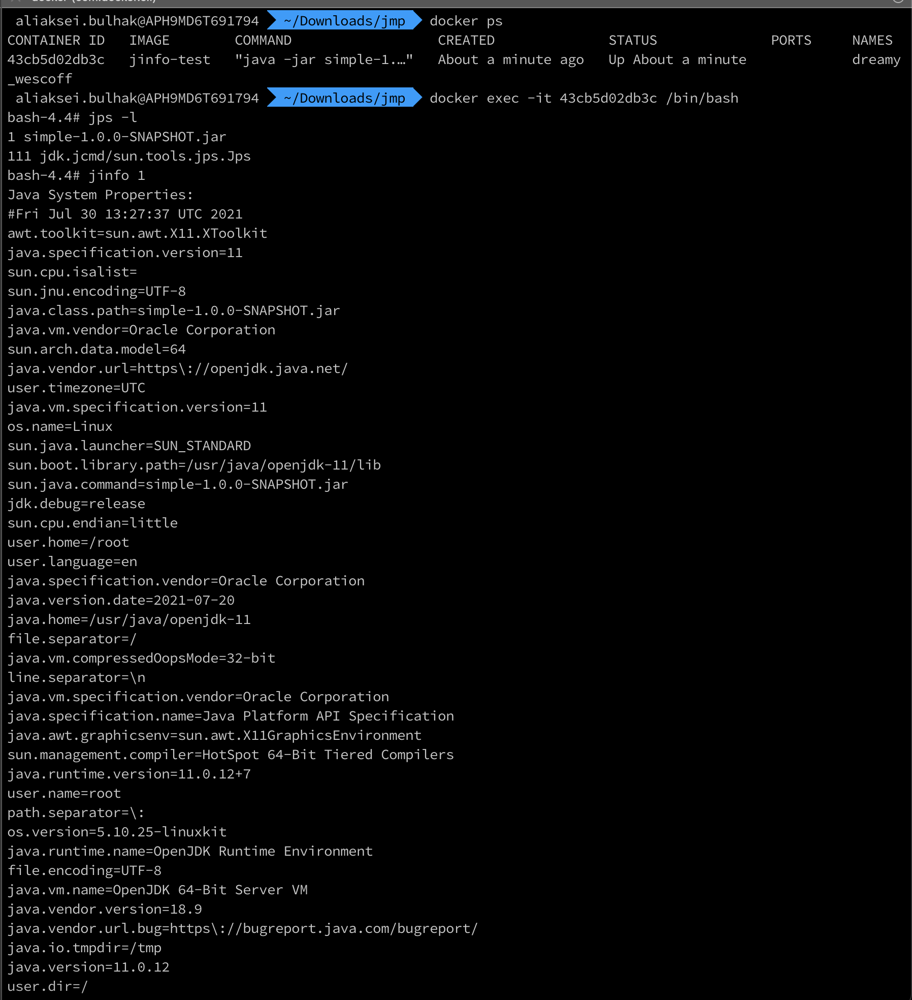 aliaksei.bulhak@APH9MD6T691794 ~/Downloads/jmp docker ps
CONTAINER ID IMAGE COMMAND CREATED STATUS PORTS NAMES
43cb5d02db3c jinfo-test "java -jar simple-1.…" About a minute ago Up About a minute dreamy
_wescoff
aliaksei.bulhak@APH9MD6T691794 ~/Downloads/jmp docker exec -it 43cb5d02db3c /bin/bash
bash-4.4# jps -l
1 simple-1.0.0-SNAPSHOT.jar
111 jdk.jcmd/sun.tools.jps.Jps
bash-4.4# jinfo 1
Java System Properties:
#Fri Jul 30 13:27:37 UTC 2021
awt.toolkit=sun.awt.X11.XToolkit
java.specification.version=11
sun.cpu.isalist=
sun.jnu.encoding=UTF-8
java.class.path=simple-1.0.0-SNAPSHOT.jar
java.vm.vendor=Oracle Corporation
sun.arch.data.model=64
java.vendor.url=https\://openjdk.java.net/
user.timezone=UTC
java.vm.specification.version=11
os.name=Linux
sun.java.launcher=SUN_STANDARD
sun.boot.library.path=/usr/java/openjdk-11/lib
sun.java.command=simple-1.0.0-SNAPSHOT.jar
jdk.debug=release
sun.cpu.endian=little
user.home=/root
user.language=en
java.specification.vendor=Oracle Corporation
java.version.date=2021-07-20
java.home=/usr/java/openjdk-11
file.separator=/
java.vm.compressedOopsMode=32-bit
line.separator=\n
java.vm.specification.vendor=Oracle Corporation
java.specification.name=Java Platform API Specification
java.awt.graphicsenv=sun.awt.X11GraphicsEnvironment
sun.management.compiler=HotSpot 64-Bit Tiered Compilers
java.runtime.version=11.0.12+7
user.name=root
path.separator=\:
os.version=5.10.25-linuxkit
java.runtime.name=OpenJDK Runtime Environment
file.encoding=UTF-8
java.vm.name=OpenJDK 64-Bit Server VM
java.vendor.version=18.9
java.vendor.url.bug=https\://bugreport.java.com/bugreport/
java.io.tmpdir=/tmp
java.version=11.0.12
user.dir=/